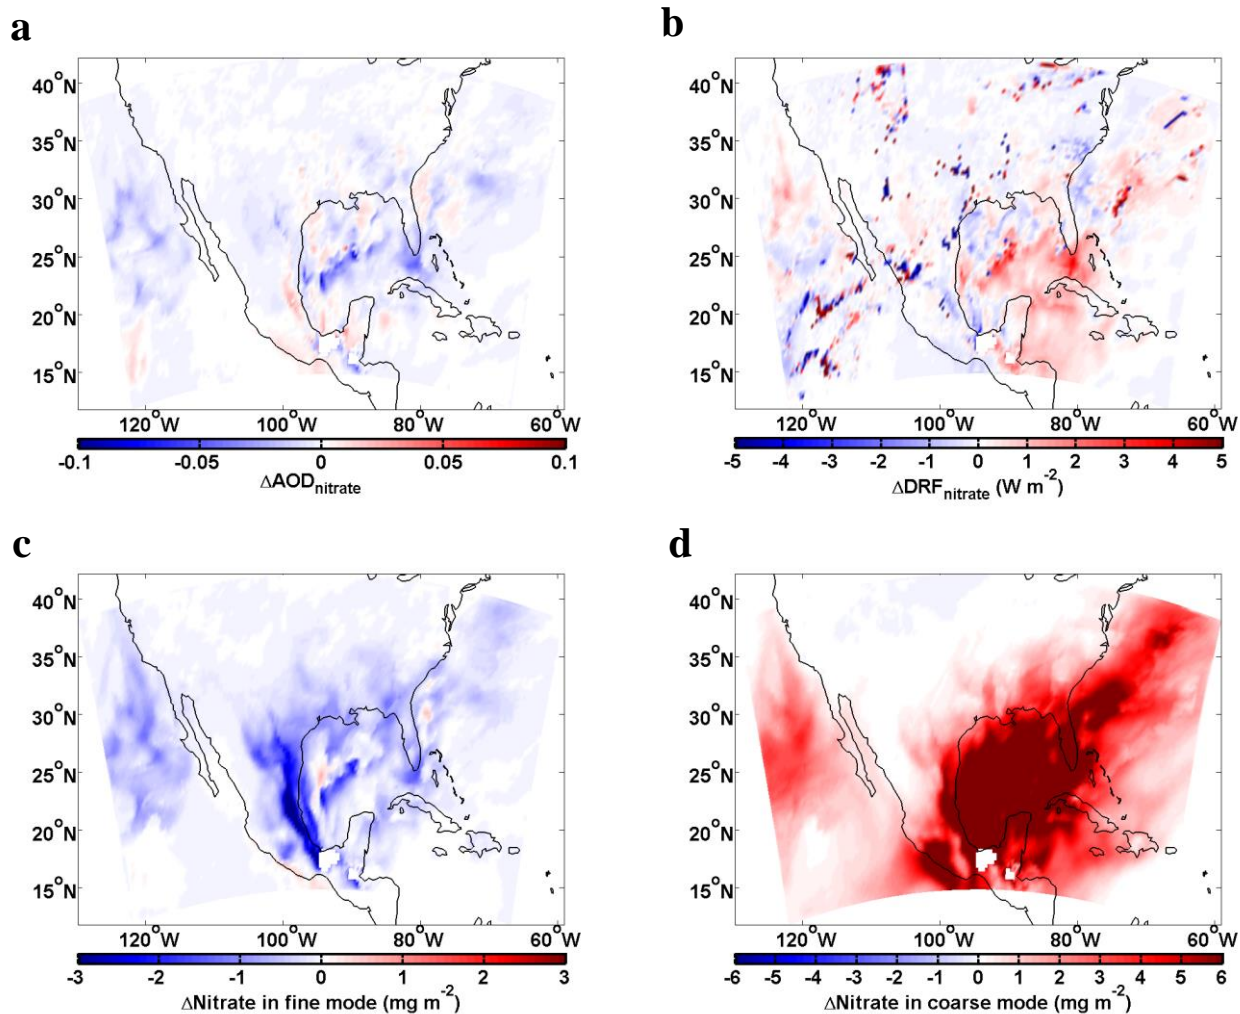 a
b
40°N
35°N
30°N
25°N
20°N
15°N
120°W
100°W
80°W
60°W
-0.1
-0.05
0
0.05
0.1
ΔAOD_nitrate
40°N
35°N
30°N
25°N
20°N
15°N
120°W
100°W
80°W
60°W
-5
-4
-3
-2
-1
0
1
2
3
4
5
ΔDRF_nitrate (W m⁻²)
c
d
40°N
35°N
30°N
25°N
20°N
15°N
120°W
100°W
80°W
60°W
-3
-2
-1
0
1
2
3
ΔNitrate in fine mode (mg m⁻²)
40°N
35°N
30°N
25°N
20°N
15°N
120°W
100°W
80°W
60°W
-6
-5
-4
-3
-2
-1
0
1
2
3
4
5
6
ΔNitrate in coarse mode (mg m⁻²)